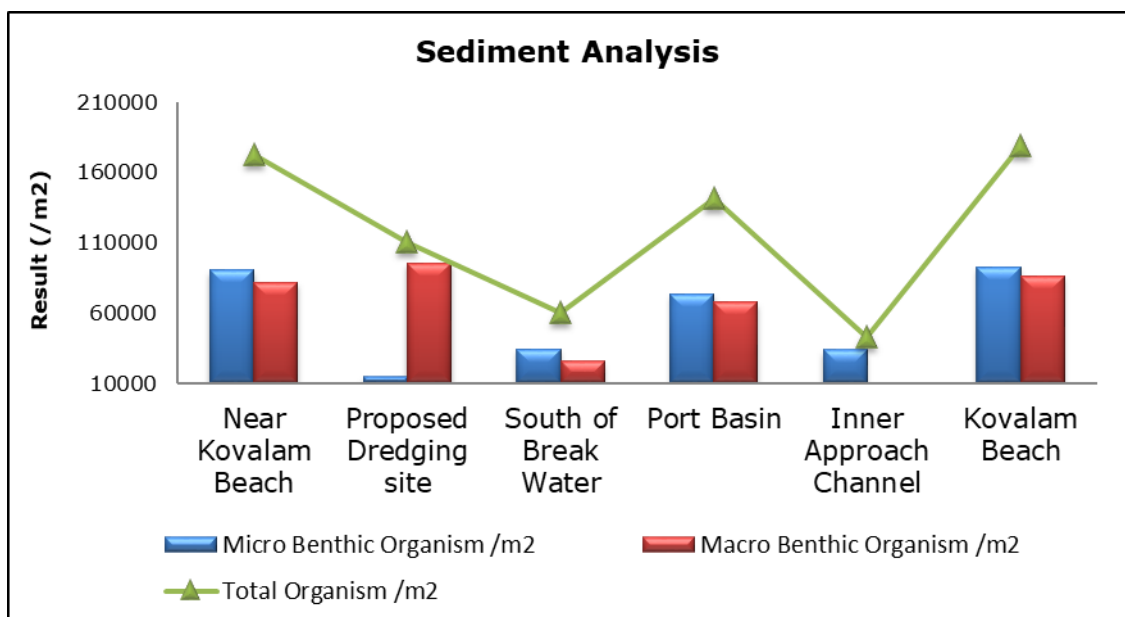 Sediment Analysis
Result (/m2)
210000
160000
110000
60000
10000
Near
Kovalam
Beach
Proposed
Dredging
site
South of
Break
Water
Port Basin
Inner
Approach
Channel
Kovalam
Beach
Micro Benthic Organism /m2
Macro Benthic Organism /m2
Total Organism /m2